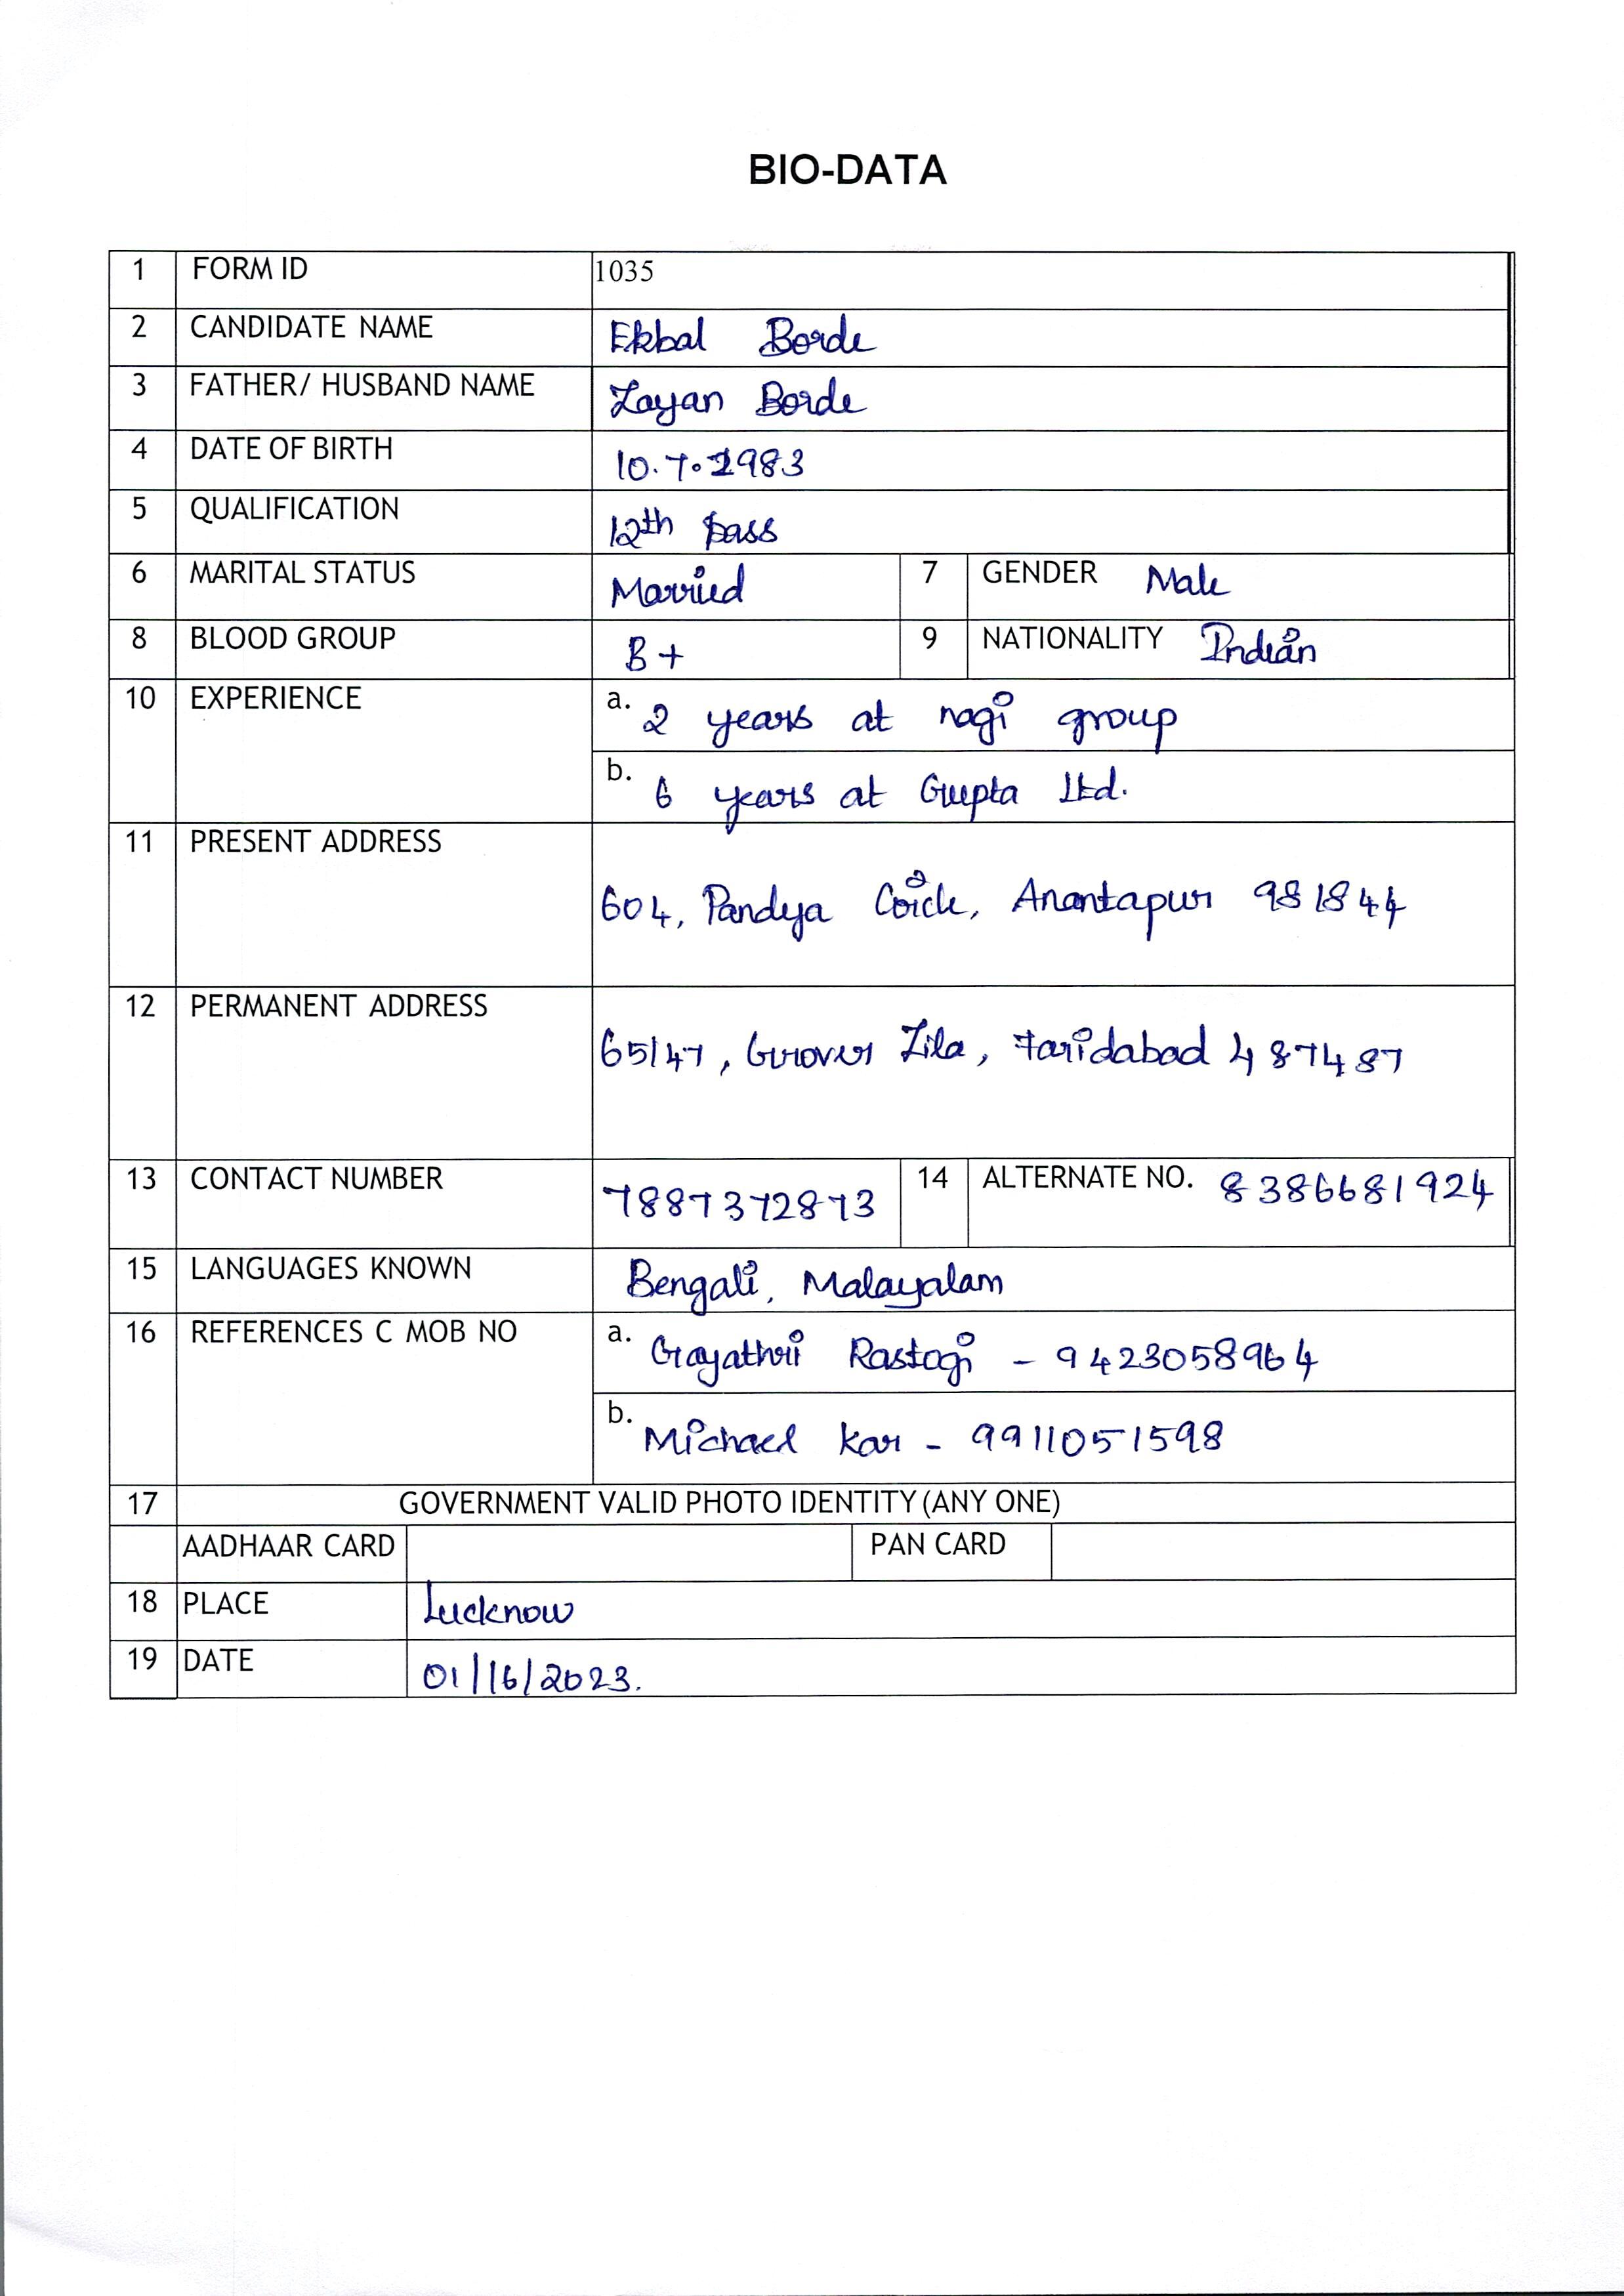 BIO-DATA
1 FORM ID 1035
2 CANDIDATE NAME Ekbal Borde
3 FATHER/ HUSBAND NAME Zayan Borde
4 DATE OF BIRTH 10.7.1983
5 QUALIFICATION 12th pass
6 MARITAL STATUS Married 7 GENDER Male
8 BLOOD GROUP B+ 9 NATIONALITY Indian
10 EXPERIENCE a. 2 years at nagi group
b. 6 years at Gupta Ltd.
11 PRESENT ADDRESS
604, Pandya Circle, Anantapur 981844
12 PERMANENT ADDRESS
65/47, Grover Zila, Faridabad 487487
13 CONTACT NUMBER 7887372873 14 ALTERNATE NO. 8386681924
15 LANGUAGES KNOWN Bengali, Malayalam
16 REFERENCES C MOB NO a. Gayathri Rastogi - 9423058964
b. Michael Kar - 9911051598
17 GOVERNMENT VALID PHOTO IDENTITY (ANY ONE)
AADHAAR CARD PAN CARD
18 PLACE Lucknow
19 DATE 01/16/2023.